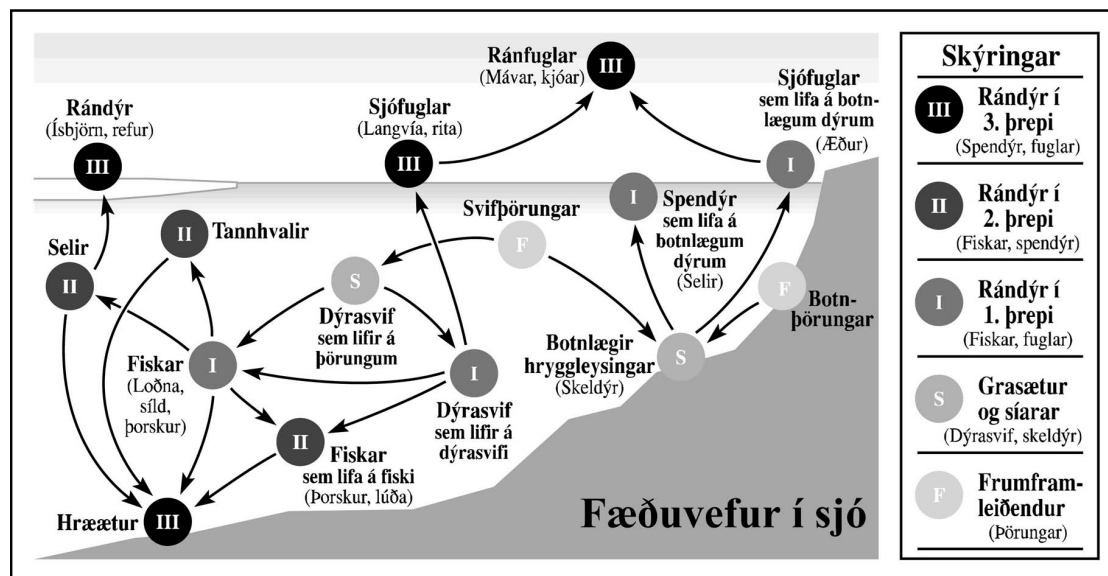 Ránfuglar
(Mávar, kjóar)
III
Sjófuglar
sem lifa á botn-
lægum dýrum
(Æður)
I
Rándýr
(Ísbjörn, refur)
III
Sjófuglar
(Langvía, rita)
III
Spendýr
sem lifa á
botnlægum
dýrum
(Selir)
I
Svifþörungar
F
Tannhvalir
II
Selir
II
S
Dýrasvif
sem lifir á
þörungum
F
Botn-
þörungar
Fiskar
(Loðna,
síld,
þorskur)
I
I
Dýrasvif
sem lifir á
dýrasvifi
Botnlægir
hryggleysingar
(Skeldýr)
S
II
Fiskar
sem lifa á fiski
(Þorskur, lúða)
Hræætur
III
Fæðuvefur í sjó
Skýringar
III
Rándýr í
3. þrepi
(Spendýr, fuglar)
II
Rándýr í
2. þrepi
(Fiskar, spendýr)
I
Rándýr í
1. þrepi
(Fiskar, fuglar)
S
Grasætur
og síarar
(Dýrasvif, skeldýr)
F
Frumfram-
leiðendur
(Þörungar)